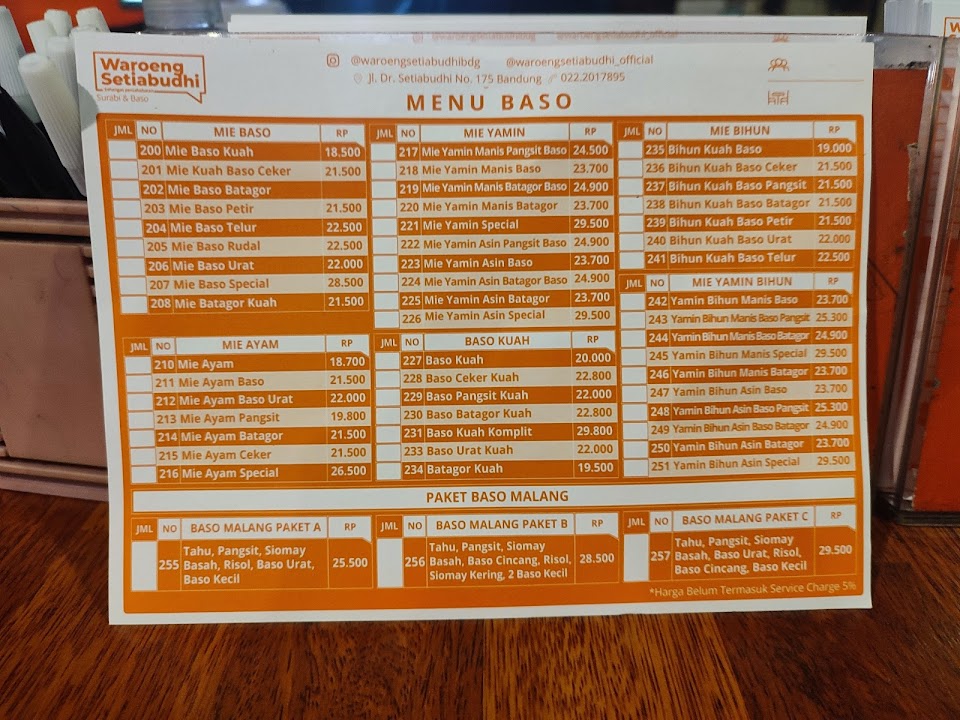 Waroeng
Setiabudhi
Surabi & Baso
@waroengsetiabudhibdg @waroengsetiabudhi_official
Jl. Dr. Setiabudhi No. 175 Bandung 022.2017895
MENU BASO
JML NO MIE BASO RP
200 Mie Baso Kuah 18.500
201 Mie Kuah Baso Ceker 21.500
202 Mie Baso Batagor
203 Mie Baso Petir 21.500
204 Mie Baso Telur 22.500
205 Mie Baso Rudal 22.500
206 Mie Baso Urat 22.000
207 Mie Baso Special 28.500
208 Mie Batagor Kuah 21.500
JML NO MIE AYAM RP
210 Mie Ayam 18.700
211 Mie Ayam Baso 21.500
212 Mie Ayam Baso Urat 22.000
213 Mie Ayam Pangsit 19.800
214 Mie Ayam Batagor 21.500
215 Mie Ayam Ceker 21.500
216 Mie Ayam Special 26.500
JML NO MIE YAMIN RP
217 Mie Yamin Manis Pangsit Baso 24.500
218 Mie Yamin Manis Baso 23.700
219 Mie Yamin Manis Batagor Baso 24.900
220 Mie Yamin Manis Batagor 23.700
221 Mie Yamin Special 29.500
222 Mie Yamin Asin Pangsit Baso 24.900
223 Mie Yamin Asin Baso 23.700
224 Mie Yamin Asin Batagor Baso 24.900
225 Mie Yamin Asin Batagor 23.700
226 Mie Yamin Asin Special 29.500
JML NO BASO KUAH RP
227 Baso Kuah 20.000
228 Baso Ceker Kuah 22.800
229 Baso Pangsit Kuah 22.000
230 Baso Batagor Kuah 22.800
231 Baso Kuah Komplit 29.800
233 Baso Urat Kuah 22.000
234 Batagor Kuah 19.500
JML NO MIE BIHUN RP
235 Bihun Kuah Baso 19.000
236 Bihun Kuah Baso Ceker 21.500
237 Bihun Kuah Baso Pangsit 21.500
238 Bihun Kuah Baso Batagor 21.500
239 Bihun Kuah Baso Petir 21.500
240 Bihun Kuah Baso Urat 22.000
241 Bihun Kuah Baso Telur 22.500
JML NO MIE YAMIN BIHUN RP
242 Yamin Bihun Manis Baso 23.700
243 Yamin Bihun Manis Baso Pangsit 25.300
244 Yamin Bihun Manis Baso Batagor 24.900
245 Yamin Bihun Manis Special 29.500
246 Yamin Bihun Manis Batagor 23.700
247 Yamin Bihun Asin Baso 23.700
248 Yamin Bihun Asin Baso Pangsit 25.300
249 Yamin Bihun Asin Baso Batagor 24.900
250 Yamin Bihun Asin Batagor 23.700
251 Yamin Bihun Asin Special 29.500
PAKET BASO MALANG
JML NO BASO MALANG PAKET A RP
255 Tahu, Pangsit, Siomay
Basah, Risol, Baso Urat,
Baso Kecil
25.500
JML NO BASO MALANG PAKET B RP
256 Tahu, Pangsit, Siomay
Basah, Baso Cincang, Risol,
Siomay Kering, 2 Baso Kecil
28.500
JML NO BASO MALANG PAKET C RP
257 Tahu, Pangsit, Siomay
Basah, Baso Urat, Risol,
Baso Cincang, Baso Kecil
29.500
*Harga Belum Termasuk Service Charge 5%